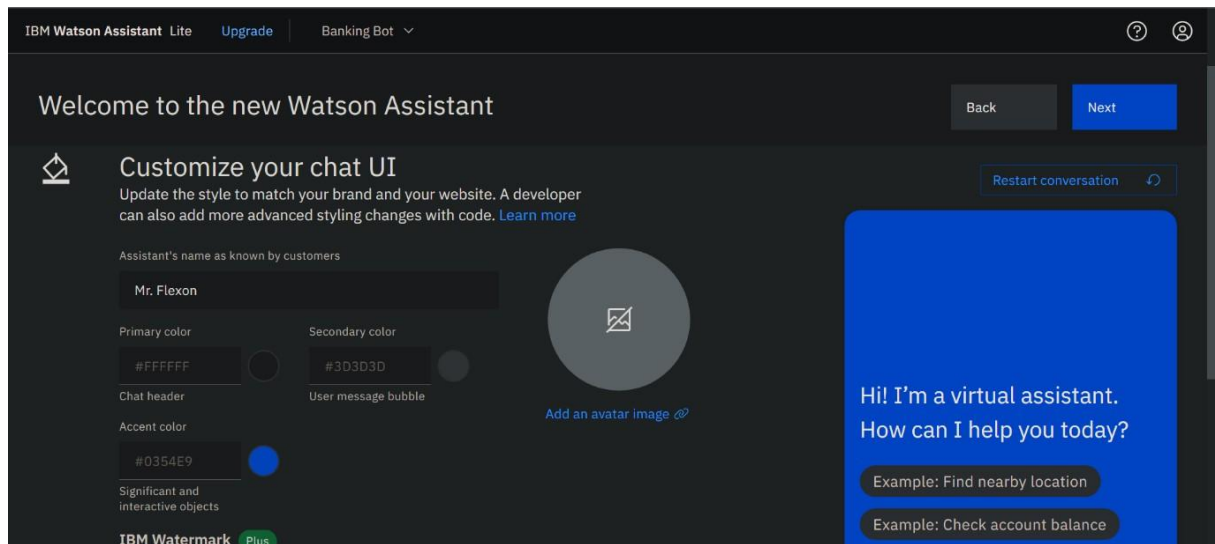 IBM Watson Assistant Lite Upgrade Banking Bot
Welcome to the new Watson Assistant
Back Next
Customize your chat UI
Update the style to match your brand and your website. A developer
can also add more advanced styling changes with code. Learn more
Assistant's name as known by customers
Mr. Flexon
Primary color Secondary color
#FFFFFF #3D3D3D
Chat header User message bubble
Accent color
#0354E9
Significant and
interactive objects
IBM Watermark Plus
Add an avatar image
Restart conversation
Hi! I'm a virtual assistant.
How can I help you today?
Example: Find nearby location
Example: Check account balance